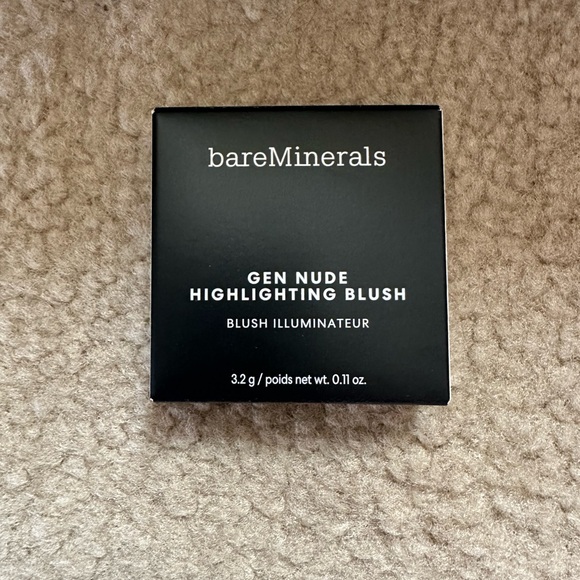 bareMinerals
GEN NUDE
HIGHLIGHTING BLUSH
BLUSH ILLUMINATEUR
3.2 g / poids net wt. 0.11 oz.